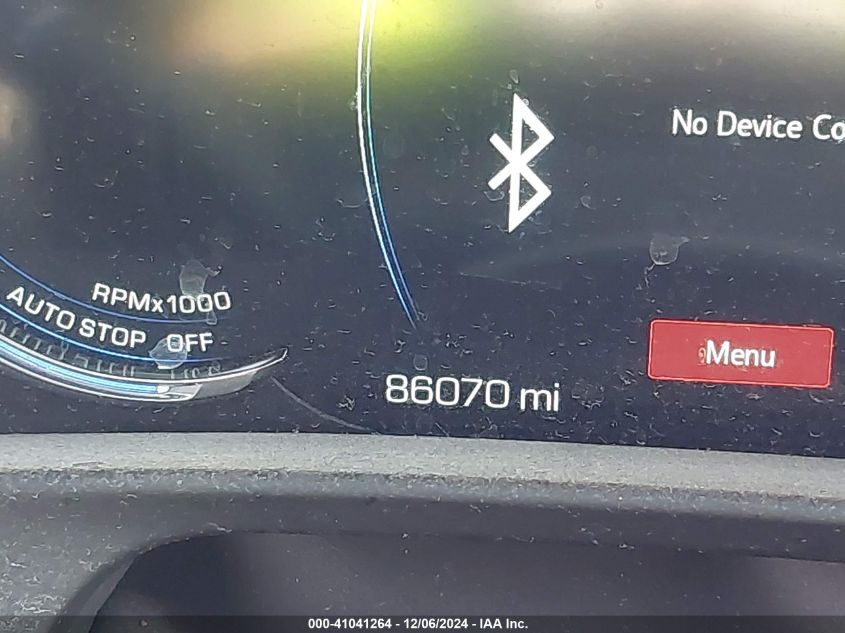 No Device Co
RPMx1000
AUTO STOP OFF
Menu
86070 mi
000-41041264 - 12/06/2024 - IAA Inc.